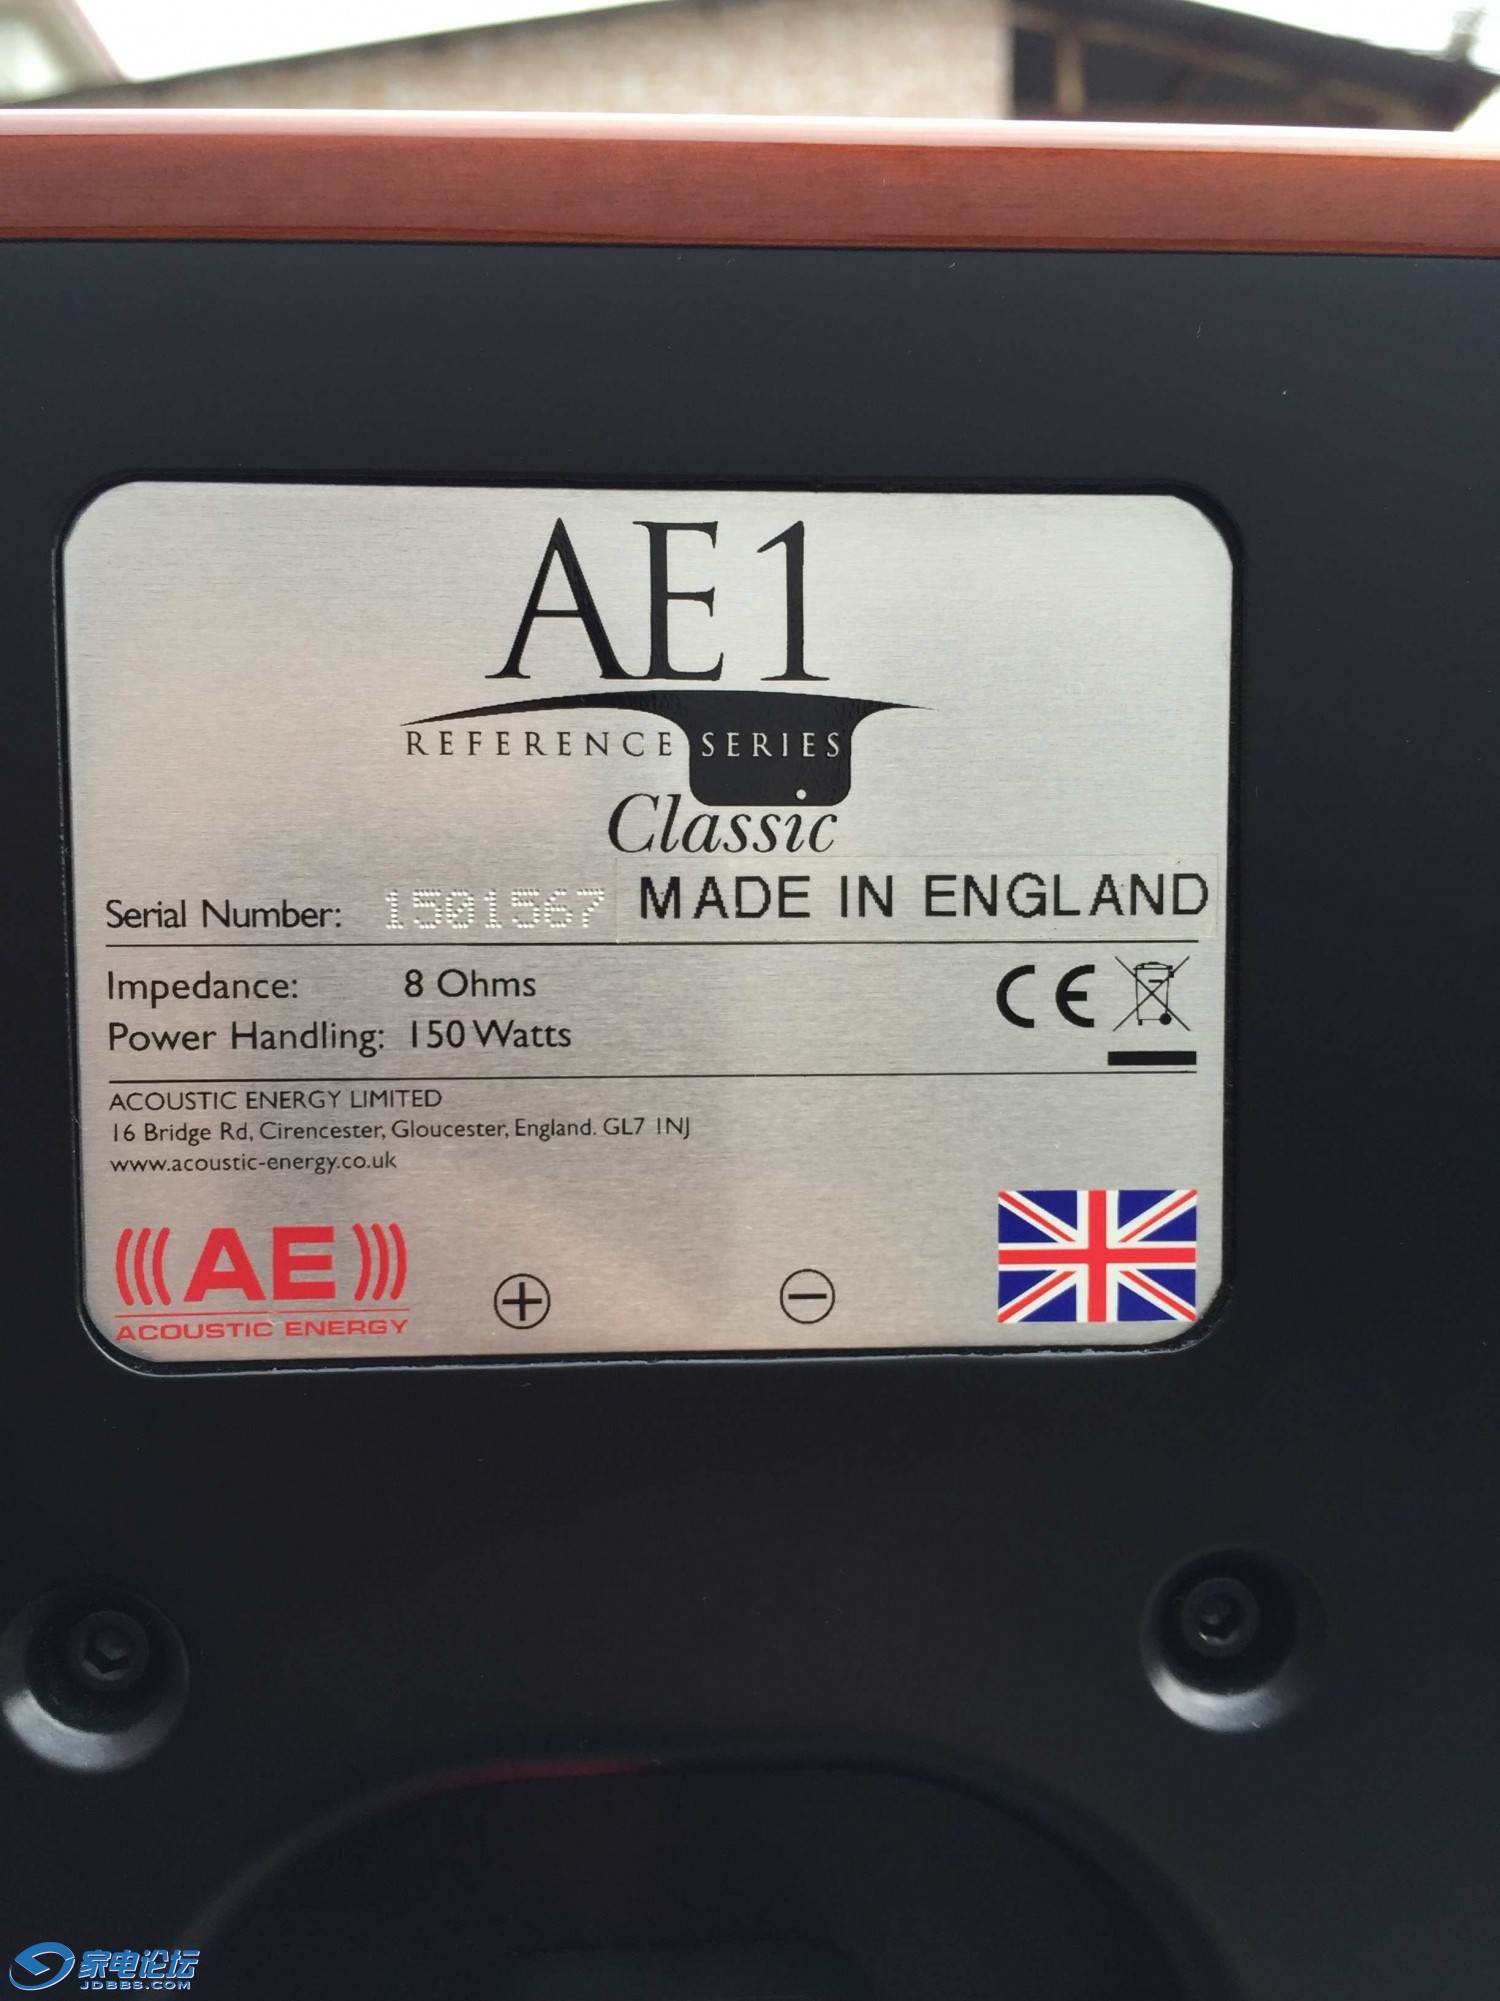 AE1
REFERENCE SERIES
Classic
Serial Number: 1501567 MADE IN ENGLAND
Impedance: 8 Ohms
CE
Power Handling: 150 Watts
ACOUSTIC ENERGY LIMITED
16 Bridge Rd, Cirencester, Gloucester, England. GL7 1NJ
www.acoustic-energy.co.uk
(((AE)))
ACOUSTIC ENERGY
+ −
家电论坛
JDBBS.COM